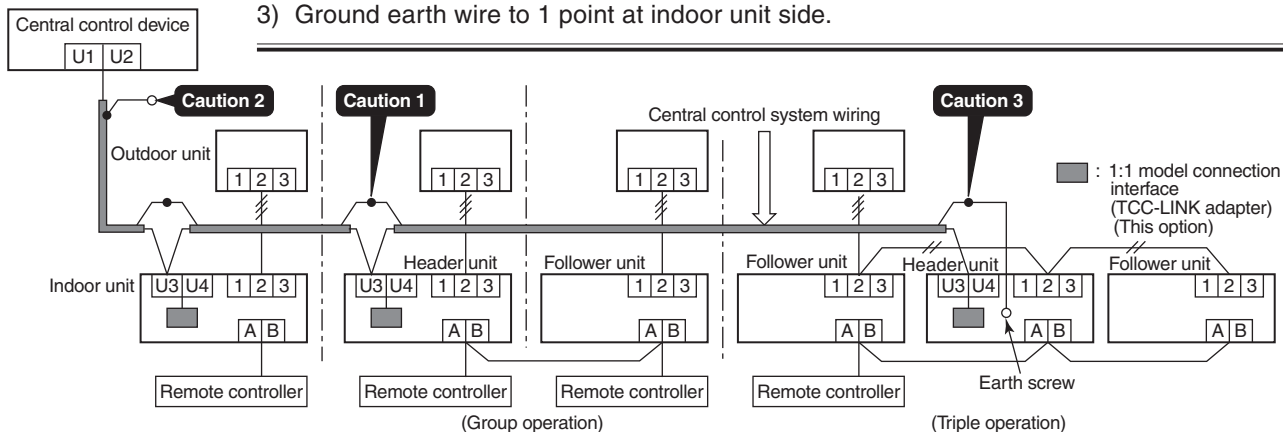 3) Ground earth wire to 1 point at indoor unit side.
Central control device
U1 U2
Caution 2
Caution 1
Caution 3
Central control system wiring
Outdoor unit
1 2 3
1 2 3
1 2 3
1 2 3
: 1:1 model connection
interface
(TCC-LINK adapter)
(This option)
Indoor unit
U3 U4
1 2 3
A B
Header unit
U3 U4
1 2 3
A B
Follower unit
1 2 3
A B
Follower unit
1 2 3
A B
Header unit
U3 U4
1 2 3
A B
Follower unit
1 2 3
A B
Remote controller
Remote controller
Remote controller
Remote controller
Earth screw
(Group operation)
(Triple operation)